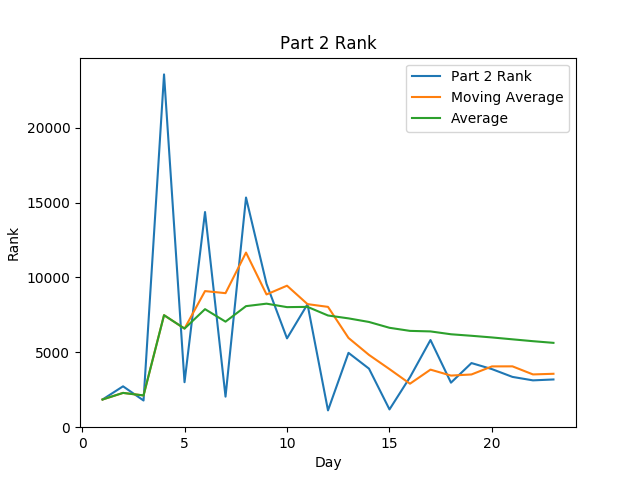 Part 2 Rank
Part 2 Rank
Moving Average
Average
Rank
20000
15000
10000
5000
0
0 5 10 15 20
Day